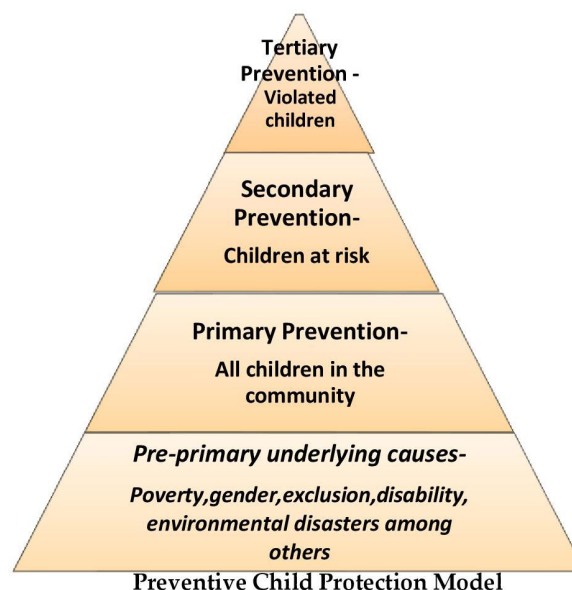 Tertiary
Prevention -
Violated
children
Secondary
Prevention-
Children at risk
Primary Prevention-
All children in the
community
Pre-primary underlying causes-
Poverty,gender,exclusion,disability,
environmental disasters among
others
Preventive Child Protection Model